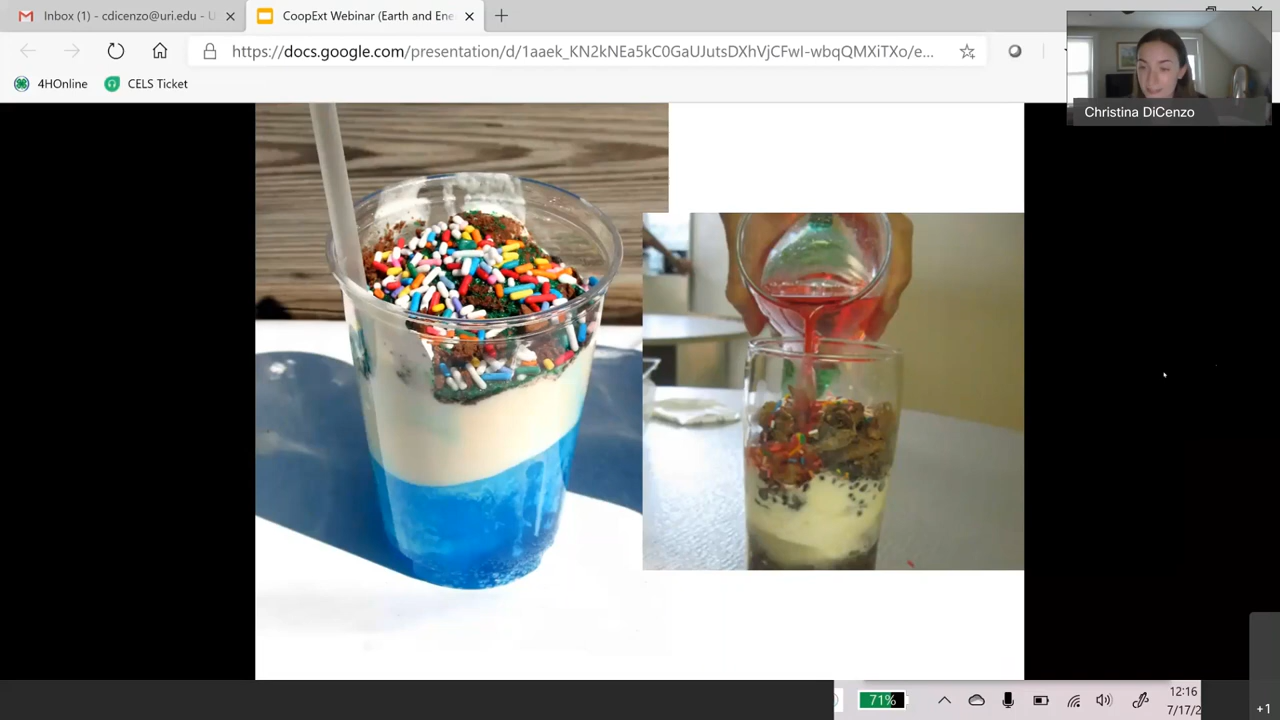 Inbox (1) - cdicenzo@uri.edu - U
CoopExt Webinar (Earth and Ene
https://docs.google.com/presentation/d/1aaek_KN2kNEa5kC0GaUJutsDXhVjCFwI-wbqQMXiTXo/e...
4HOnline
CELS Ticket
Christina DiCenzo
71%
12:16
7/17/2
+1